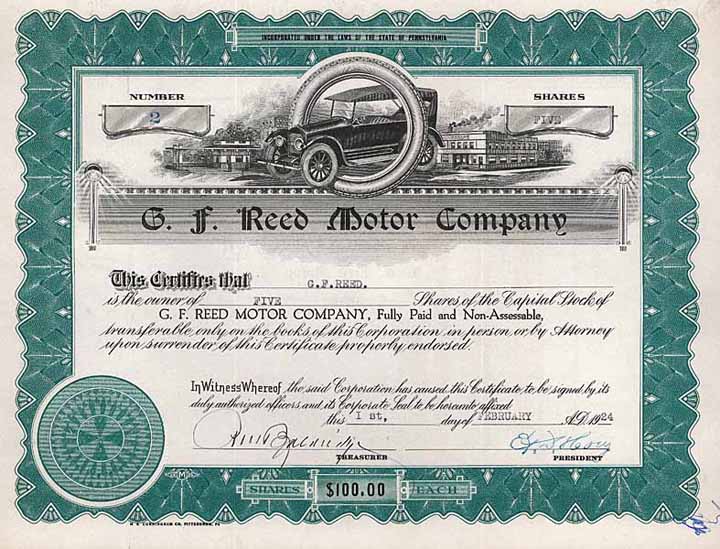 INCORPORATED UNDER THE LAWS OF THE STATE OF PENNSYLVANIA
NUMBER
2
SHARES
FIVE
G. F. Reed Motor Company
This Certifies that G.F.REED.
is the owner of FIVE Shares of the Capital Stock of
G. F. REED MOTOR COMPANY, Fully Paid and Non-Assessable,
transferable only on the books of this Corporation in person or by Attorney
upon surrender of this Certificate properly endorsed.
In Witness Whereof, the said Corporation has caused this Certificate to be signed by its
duly authorized officers and its Corporate Seal to be hereunto affixed
this 1st, day of FEBRUARY A.D. 1924
TREASURER
PRESIDENT
SHARES $100.00 EACH